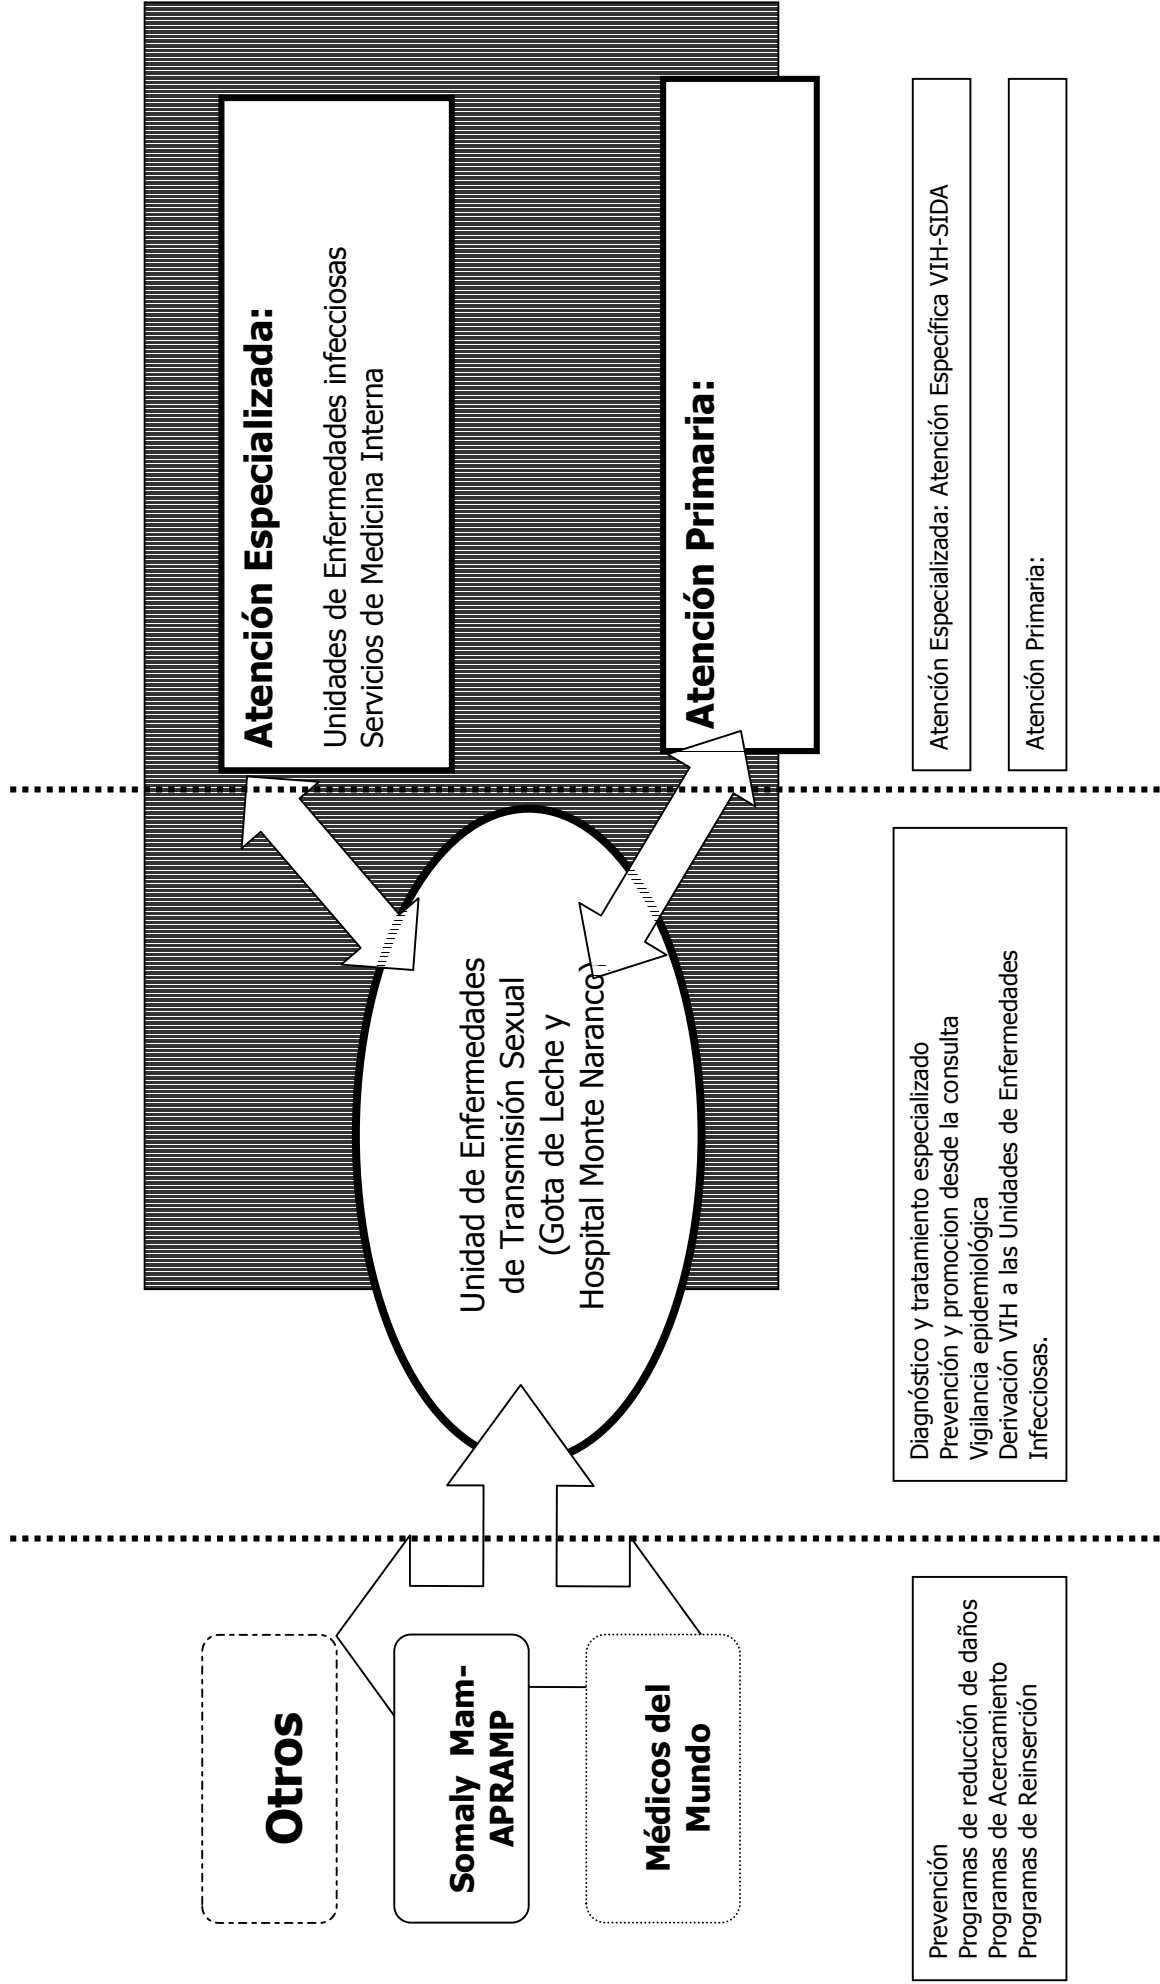 Otros
Somaly Mam-
APRAMP
Médicos del
Mundo
Unidad de Enfermedades
de Transmisión Sexual
(Gota de Leche y
Hospital Monte Naranco)
Atención Especializada:
Unidades de Enfermedades infecciosas
Servicios de Medicina Interna
Atención Primaria:
Prevención
Programas de reducción de daños
Programas de Acercamiento
Programas de Reinserción
Diagnóstico y tratamiento especializado
Prevención y promocion desde la consulta
Vigilancia epidemiológica
Derivación VIH a las Unidades de Enfermedades
Infecciosas.
Atención Especializada: Atención Específica VIH-SIDA
Atención Primaria: